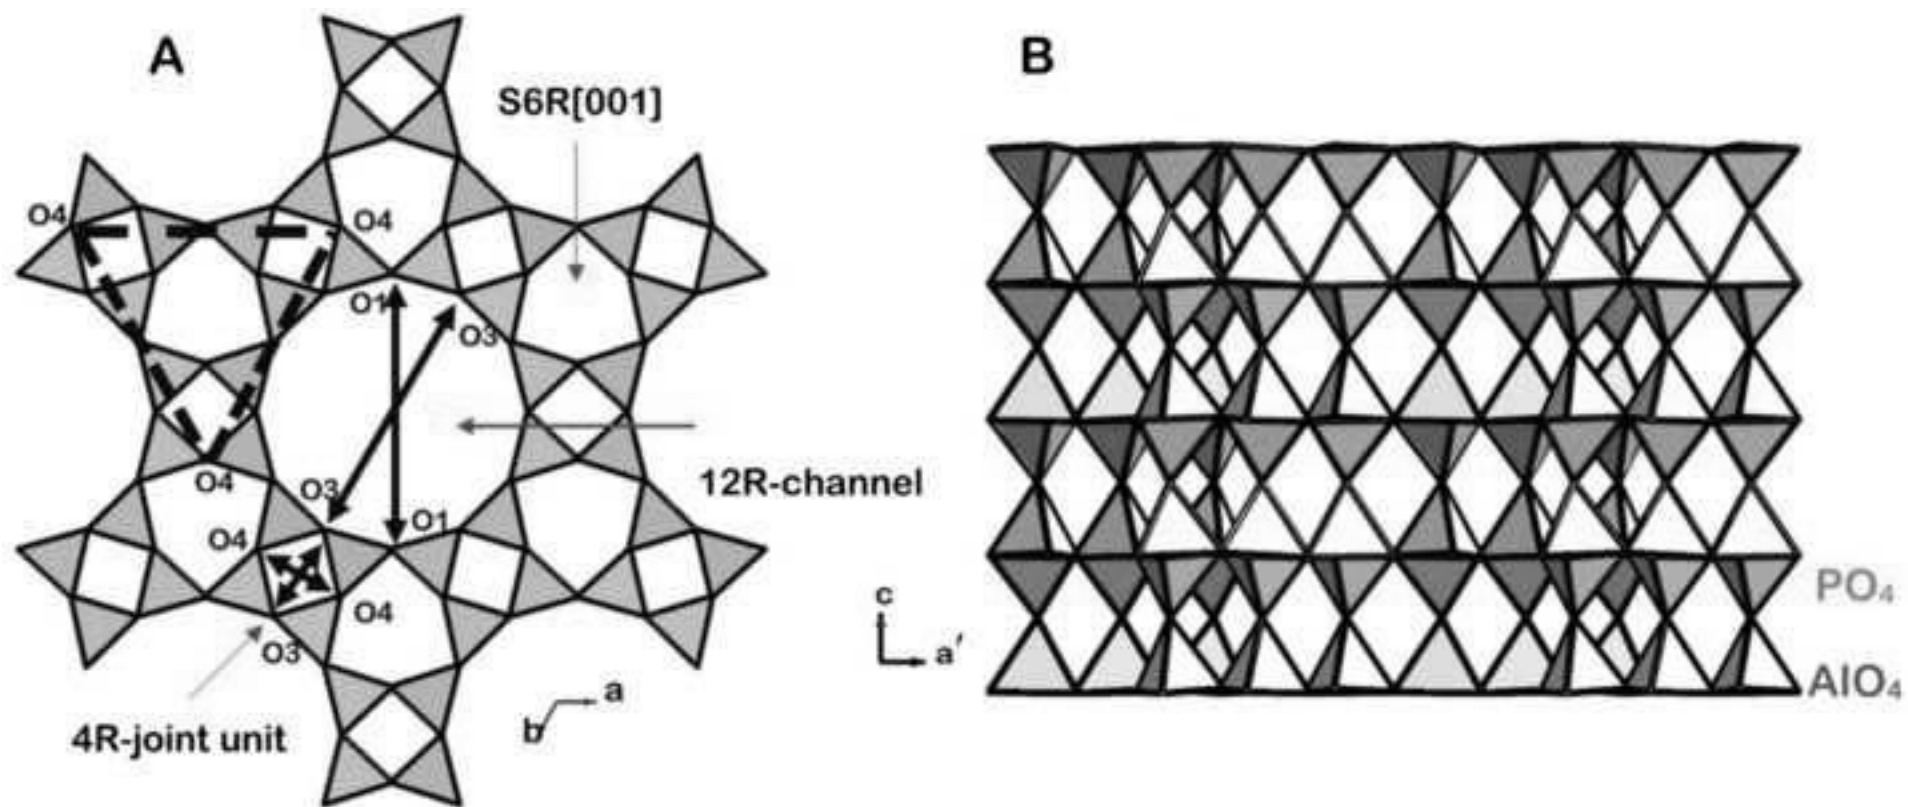 A
B
S6R[001]
O4
O4
O1
O3
12R-channel
O4
O3
O1
O4
O4
O3
4R-joint unit
b
a
c
a′
PO₄
AlO₄